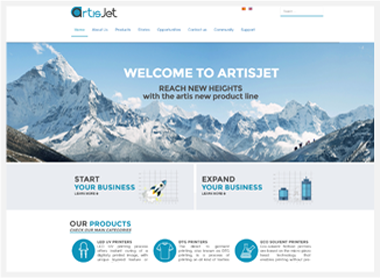 artisJet
Home About us Products Promo Opportunities Contact us Community Support
WELCOME TO ARTISJET
REACH NEW HEIGHTS
with the artis new product line
START
YOUR BUSINESS
LEARN MORE
EXPAND
YOUR BUSINESS
LEARN MORE
OUR PRODUCTS
CHECK OUR MAIN CATEGORIES
LED UV PRINTERS
DTG PRINTERS
ECO SOLVENT PRINTERS